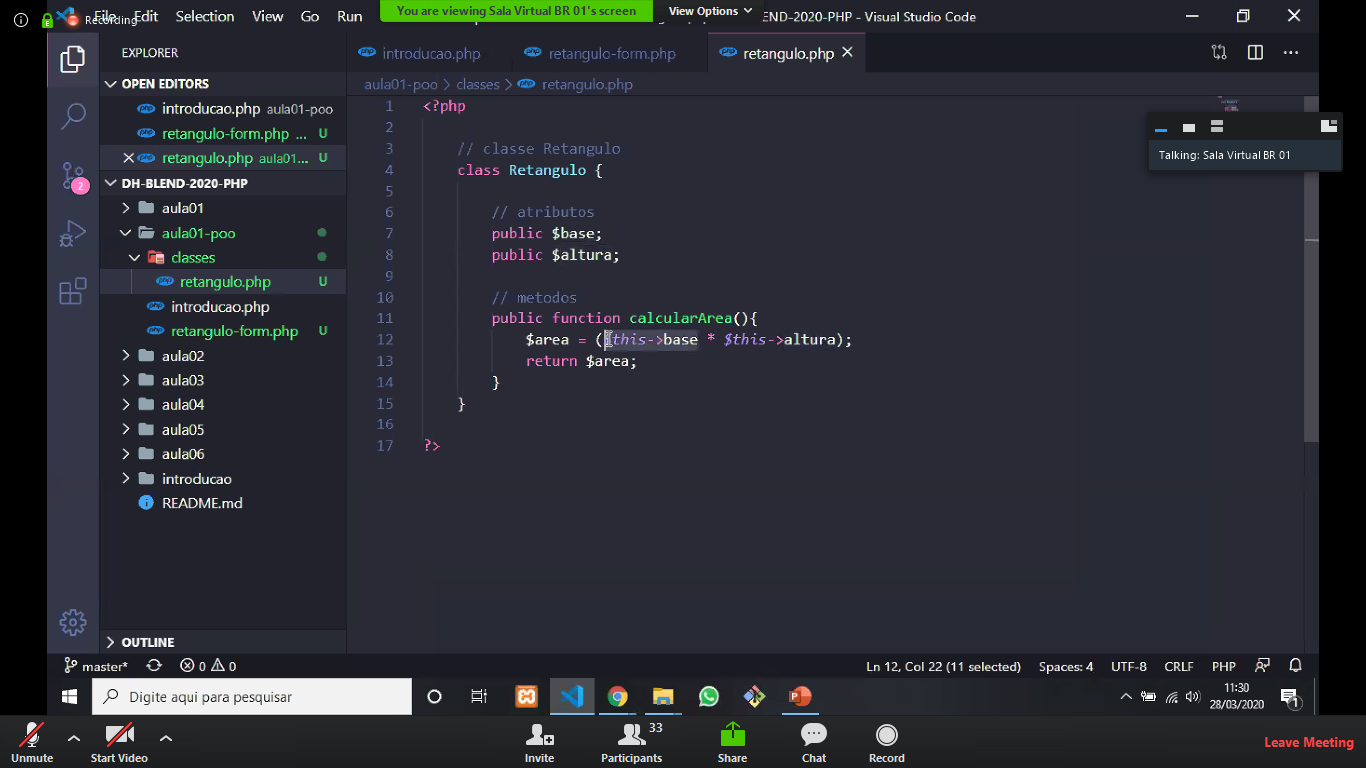 Recording
File Edit Selection View Go Run
You are viewing Sala Virtual BR 01's screen
View Options
BLEND-2020-PHP - Visual Studio Code
EXPLORER
OPEN EDITORS
introducao.php aula01-poo
retangulo-form.php ... U
retangulo.php aula01... U
DH-BLEND-2020-PHP
aula01
aula01-poo
classes
retangulo.php U
introducao.php
retangulo-form.php U
aula02
aula03
aula04
aula05
aula06
introducao
README.md
OUTLINE
2
introducao.php retangulo-form.php retangulo.php
aula01-poo > classes > retangulo.php
1 <?php
2
3 // classe Retangulo
4 class Retangulo {
5
6 // atributos
7 public $base;
8 public $altura;
9
10 // metodos
11 public function calcularArea(){
12 $area = ($this->base * $this->altura);
13 return $area;
14 }
15 }
16
17 ?>
Talking: Sala Virtual BR 01
master* 0 0 Ln 12, Col 22 (11 selected) Spaces: 4 UTF-8 CRLF PHP
Digite aqui para pesquisar
11:30
28/03/2020
1
Unmute Start Video Invite Participants 33 Share Chat Record Leave Meeting